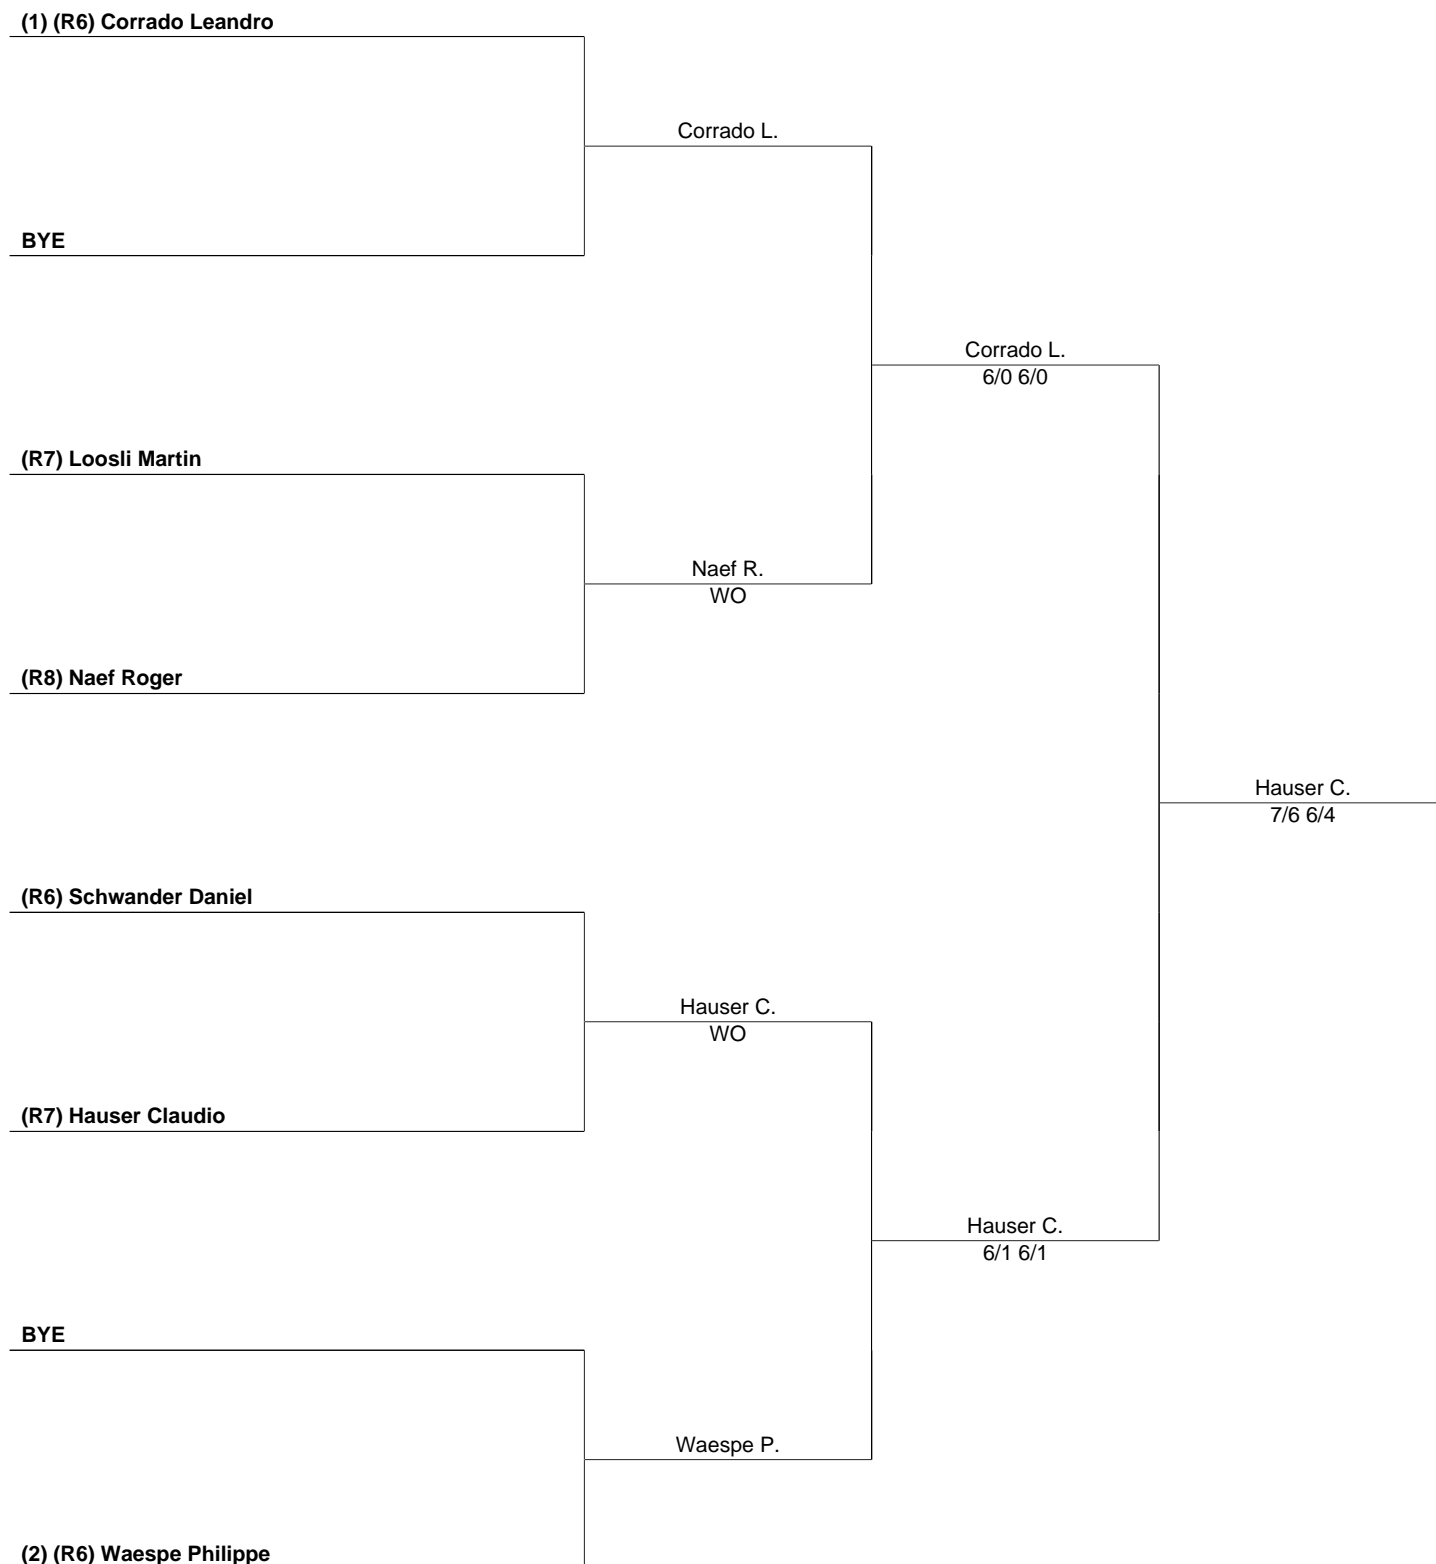 (1) (R6) Corrado Leandro
Corrado L.
BYE
Corrado L.
6/0 6/0
(R7) Loosli Martin
Naef R.
WO
(R8) Naef Roger
Hauser C.
7/6 6/4
(R6) Schwander Daniel
Hauser C.
WO
(R7) Hauser Claudio
Hauser C.
6/1 6/1
BYE
Waespe P.
(2) (R6) Waespe Philippe